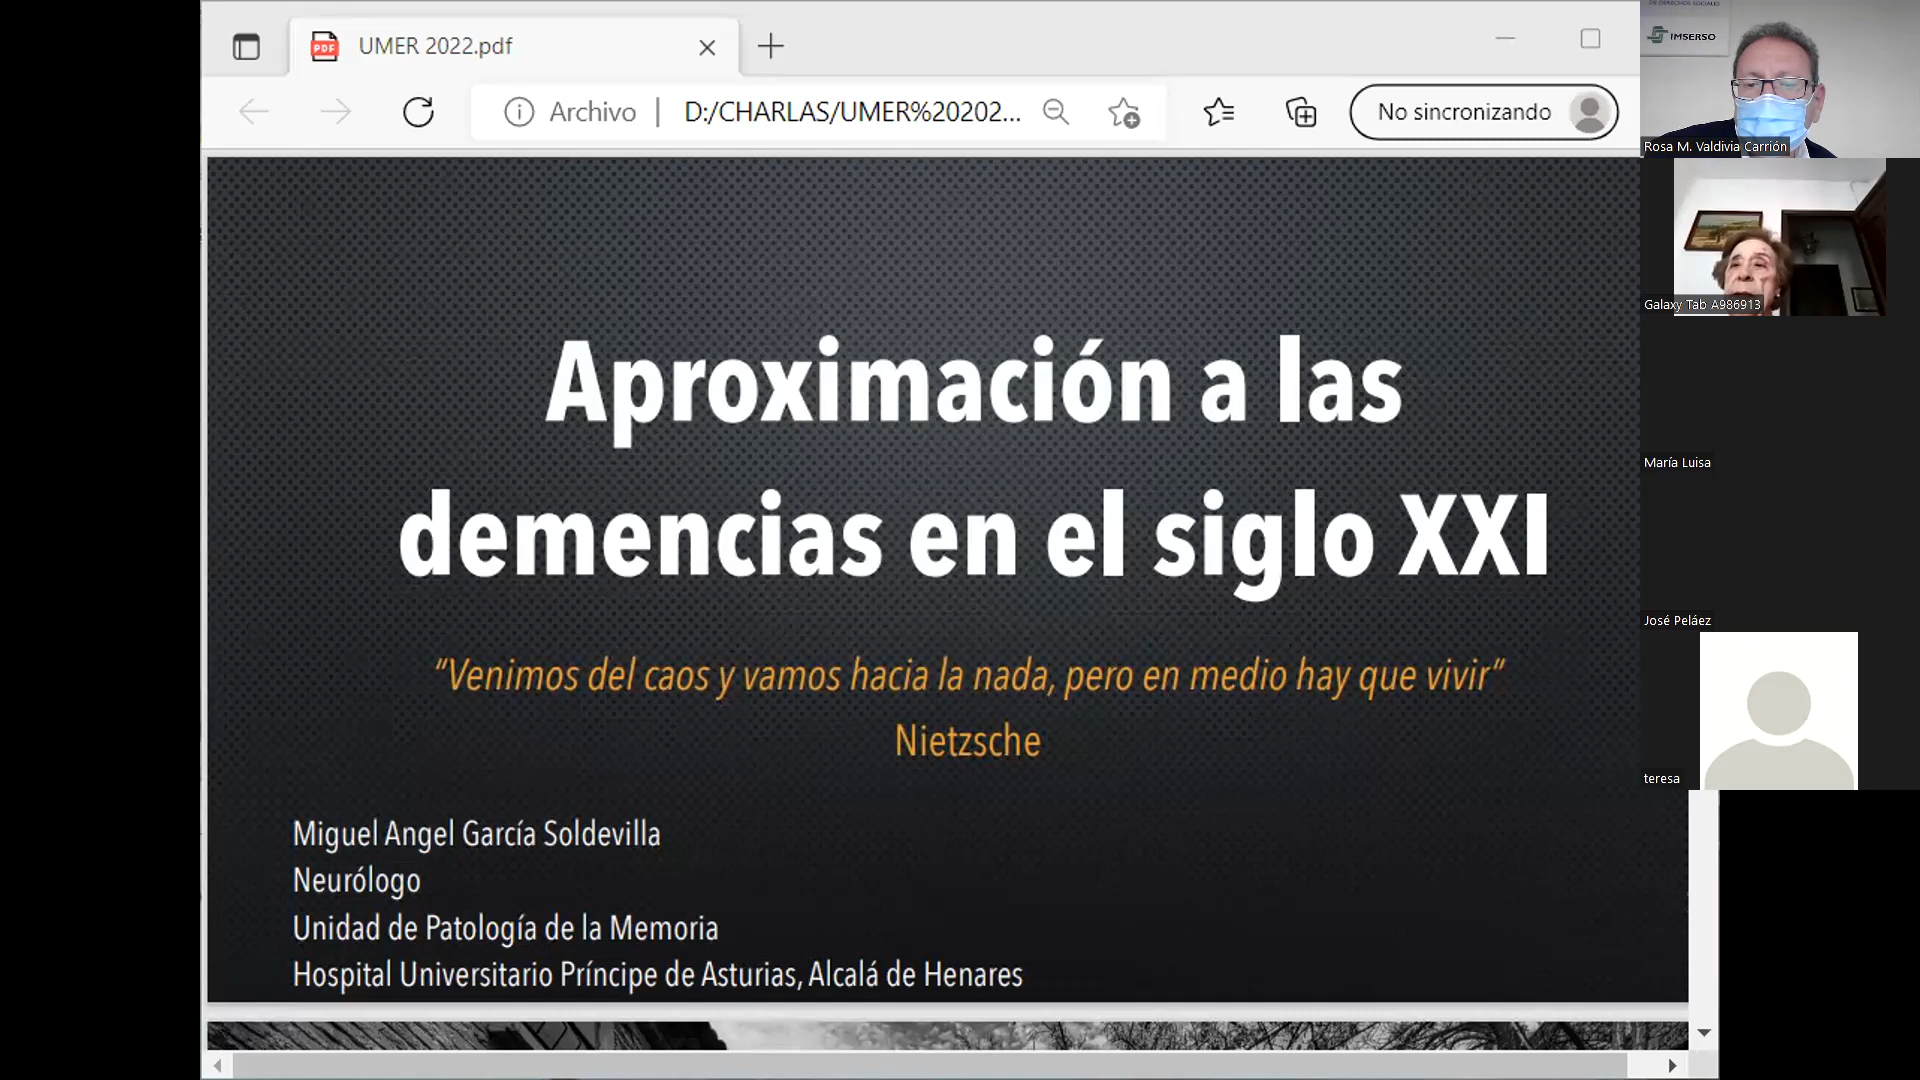 UMER 2022.pdf
Archivo
D:/CHARLAS/UMER%20202...
No sincronizando
Aproximación a las
demencias en el siglo XXI
“Venimos del caos y vamos hacia la nada, pero en medio hay que vivir”
Nietzsche
Miguel Angel García Soldevilla
Neurólogo
Unidad de Patología de la Memoria
Hospital Universitario Príncipe de Asturias, Alcalá de Henares
DE DERECHOS SOCIALES
IMSERSO
Rosa M. Valdivia Carrión
Galaxy Tab A986913
María Luisa
José Peláez
teresa